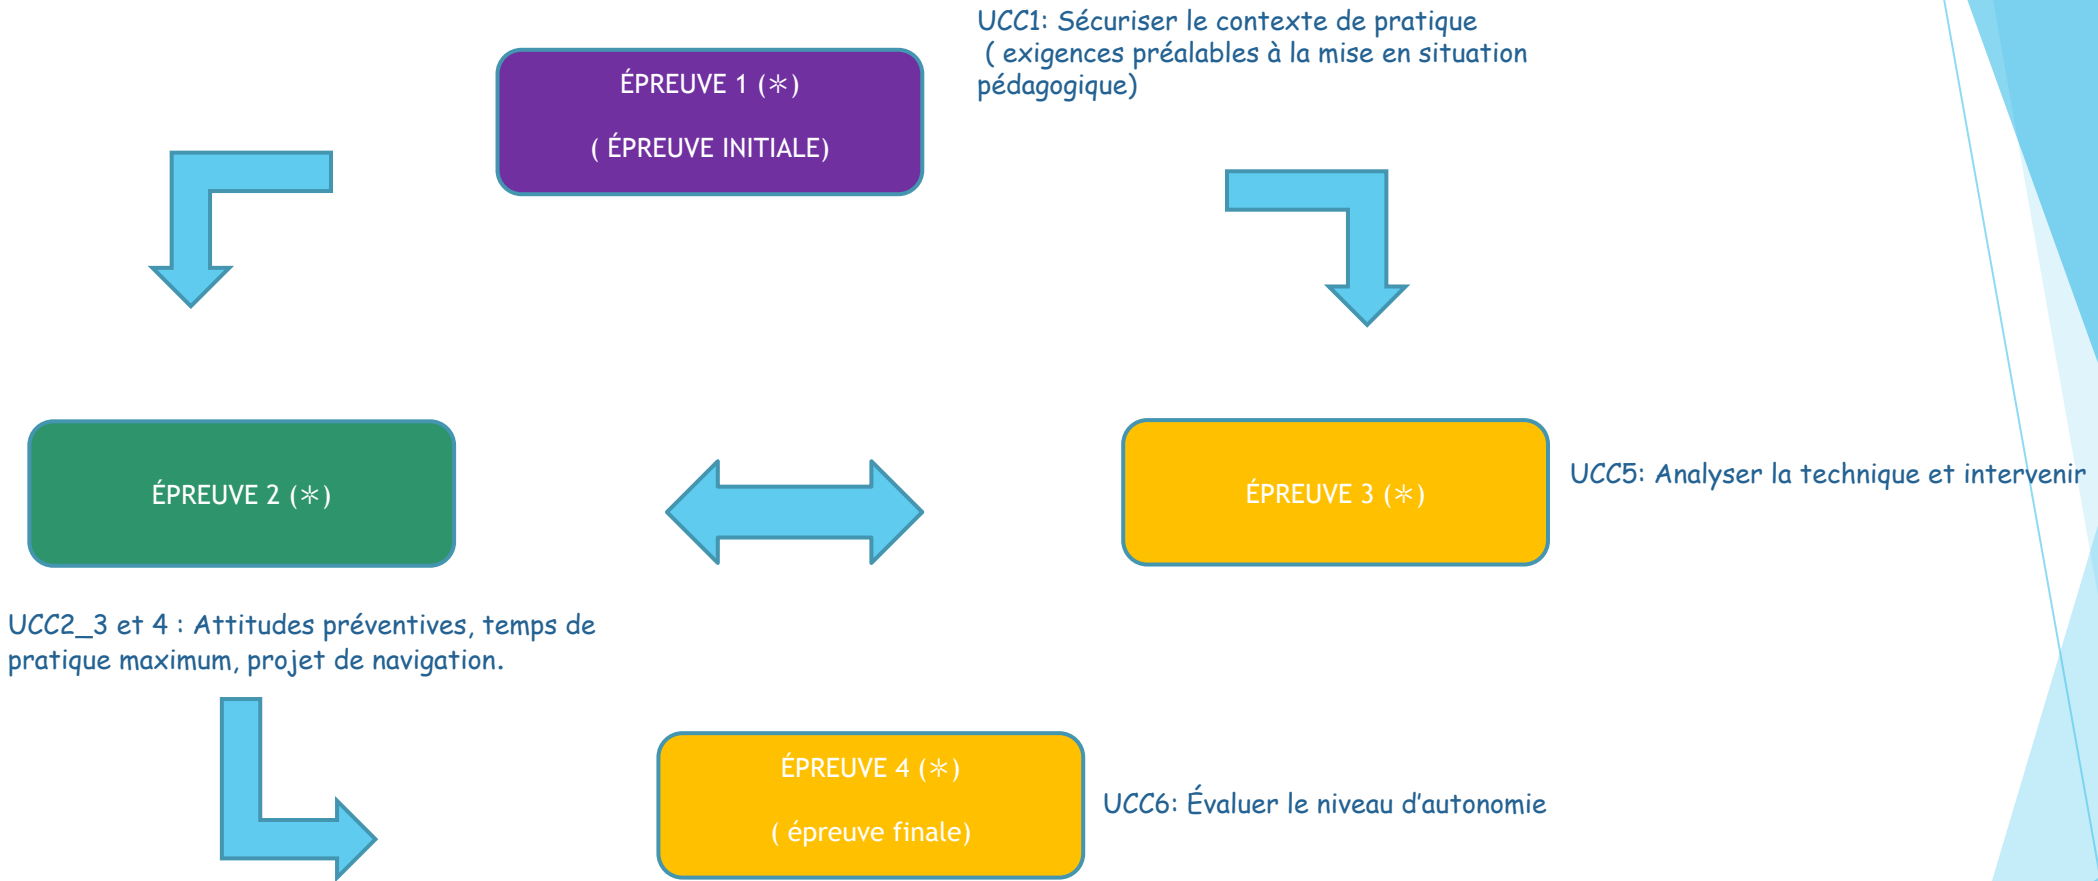 UCC1: Sécuriser le contexte de pratique
( exigences préalables à la mise en situation
pédagogique)
ÉPREUVE 1 (*)
( ÉPREUVE INITIALE)
ÉPREUVE 2 (*)
ÉPREUVE 3 (*)
UCC5: Analyser la technique et intervenir
UCC2_3 et 4 : Attitudes préventives, temps de
pratique maximum, projet de navigation.
ÉPREUVE 4 (*)
( épreuve finale)
UCC6: Évaluer le niveau d’autonomie